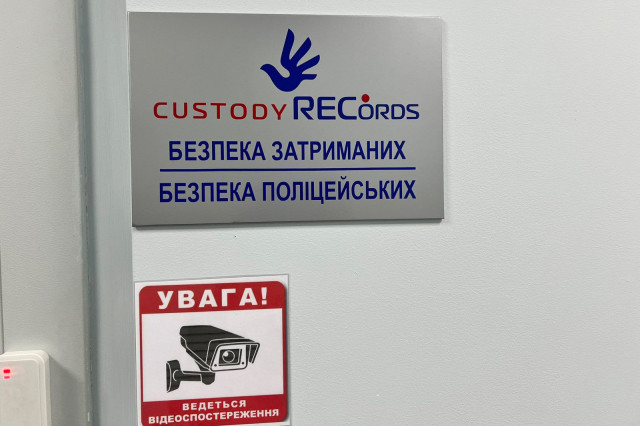 CUSTODY RECORDS
БЕЗПЕКА ЗАТРИМАНИХ
БЕЗПЕКА ПОЛІЦЕЙСЬКИХ
УВАГА!
ВЕДЕТЬСЯ
ВІДЕОСПОСТЕРЕЖЕННЯ